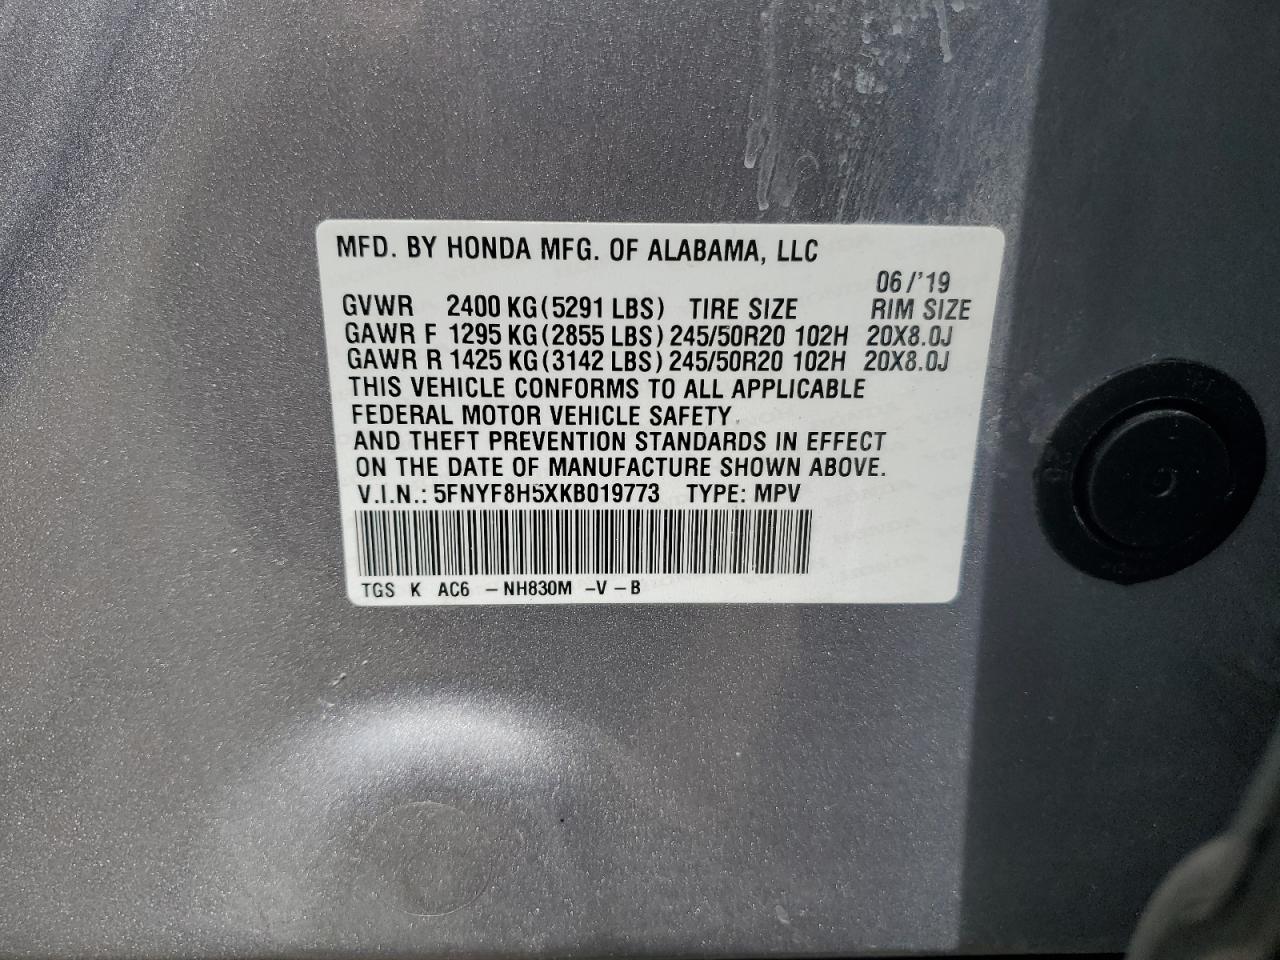 MFD. BY HONDA MFG. OF ALABAMA, LLC
06/'19
GVWR 2400 KG (5291 LBS) TIRE SIZE RIM SIZE
GAWR F 1295 KG (2855 LBS) 245/50R20 102H 20X8.0J
GAWR R 1425 KG (3142 LBS) 245/50R20 102H 20X8.0J
THIS VEHICLE CONFORMS TO ALL APPLICABLE
FEDERAL MOTOR VEHICLE SAFETY
AND THEFT PREVENTION STANDARDS IN EFFECT
ON THE DATE OF MANUFACTURE SHOWN ABOVE.
V.I.N.: 5FNYF8H5XKB019773 TYPE: MPV
TGS K AC6 -NH830M -V-B